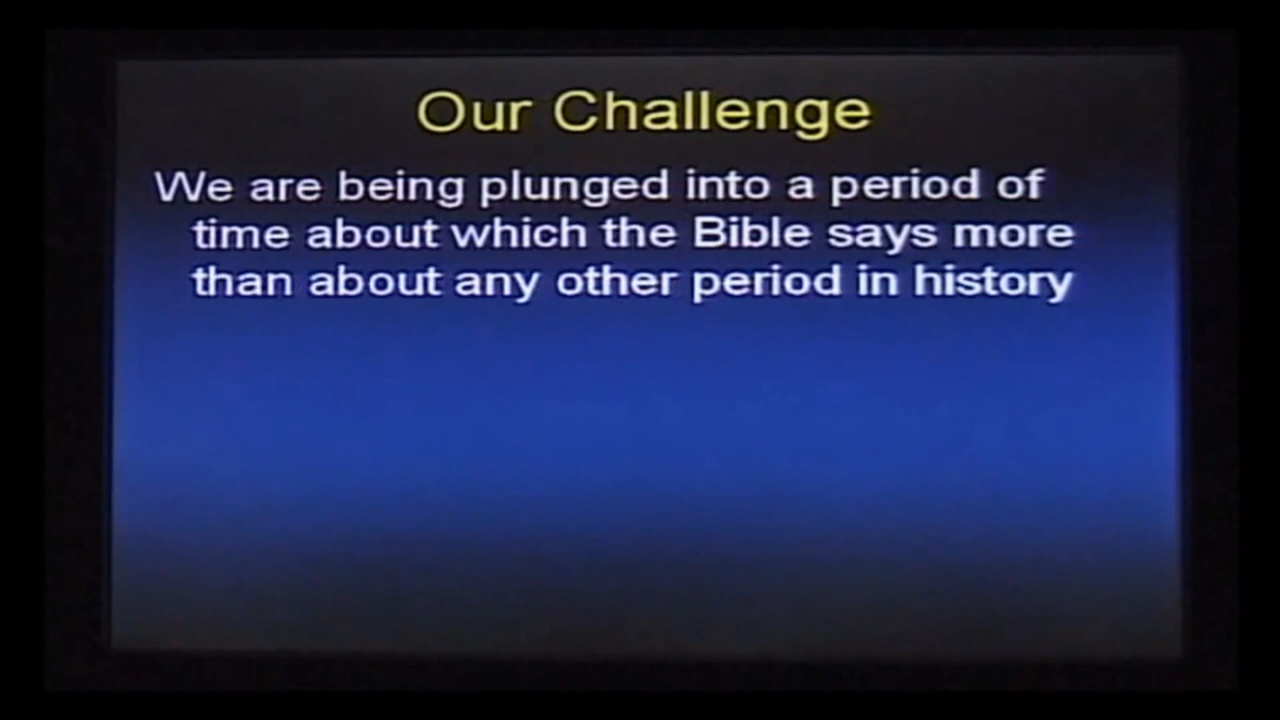 Our Challenge
We are being plunged into a period of
time about which the Bible says more
than about any other period in history